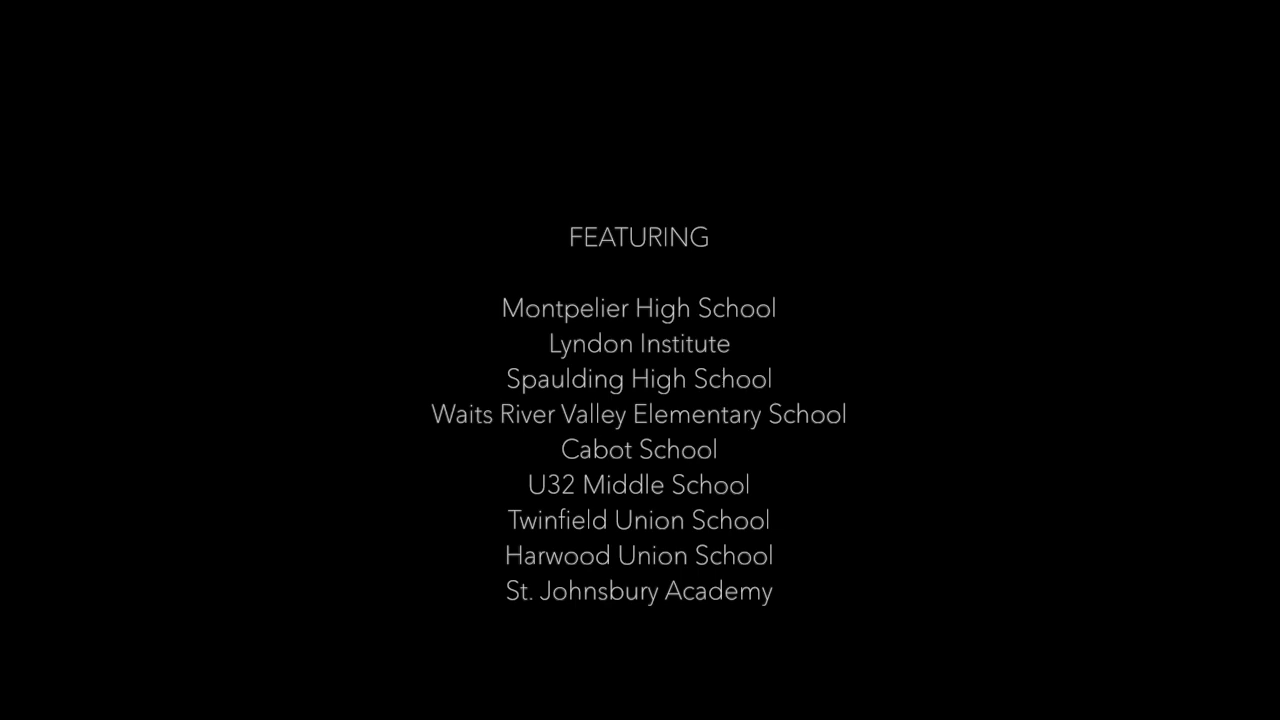 FEATURING
Montpelier High School
Lyndon Institute
Spaulding High School
Waits River Valley Elementary School
Cabot School
U32 Middle School
Twinfield Union School
Harwood Union School
St. Johnsbury Academy